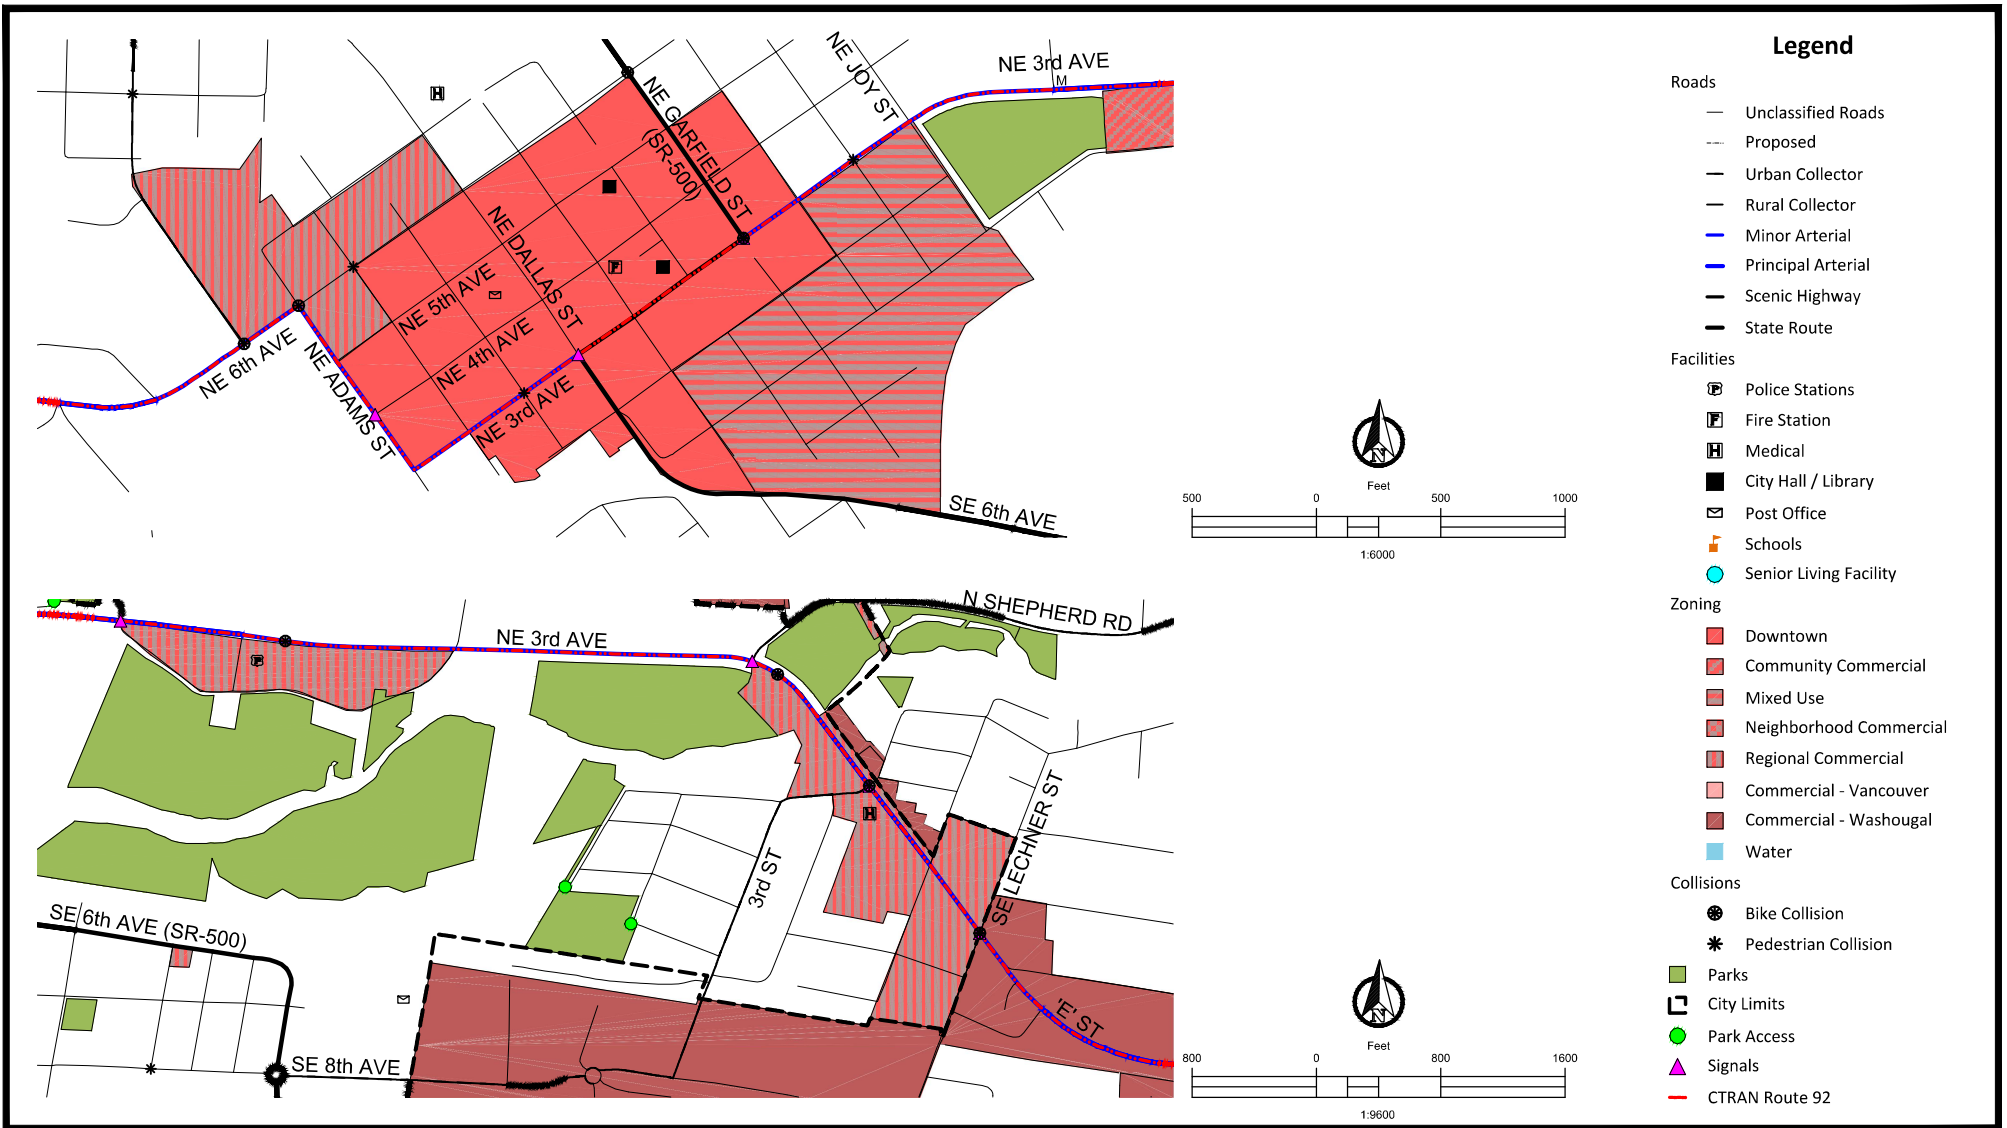 NE JOY ST
NE 3rd AVE
M
NE GARFIELD ST
(SR-500)
NE DALLAS ST
NE 5th AVE
NE 4th AVE
NE 3rd AVE
NE 6th AVE
NE ADAMS ST
SE 6th AVE
H
F
N
Feet
500 0 500 1000
1:6000
N SHEPHERD RD
NE 3rd AVE
P
H
3rd ST
SE LECHNER ST
SE 6th AVE (SR-500)
SE 8th AVE
'E' ST
N
Feet
800 0 800 1600
1:9600
Legend
Roads
Unclassified Roads
Proposed
Urban Collector
Rural Collector
Minor Arterial
Principal Arterial
Scenic Highway
State Route
Facilities
P Police Stations
F Fire Station
H Medical
City Hall / Library
Post Office
Schools
Senior Living Facility
Zoning
Downtown
Community Commercial
Mixed Use
Neighborhood Commercial
Regional Commercial
Commercial - Vancouver
Commercial - Washougal
Water
Collisions
Bike Collision
Pedestrian Collision
Parks
City Limits
Park Access
Signals
CTRAN Route 92